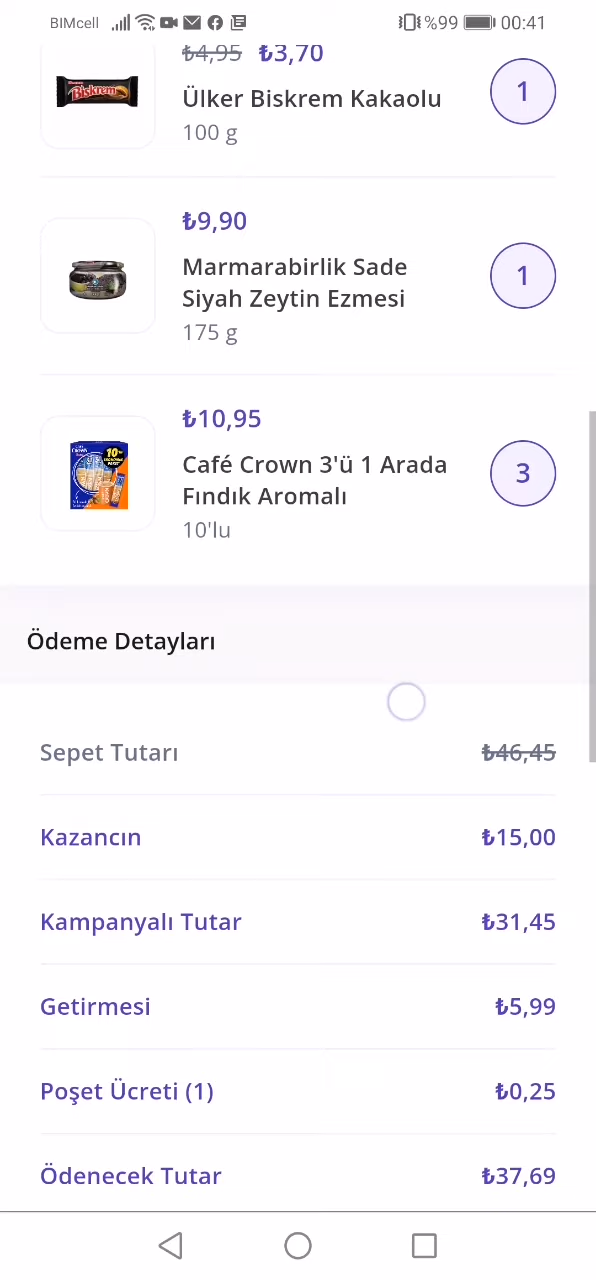 BIMcell %99 00:41
₺4,95 ₺3,70
Biskrem
Ülker Biskrem Kakaolu
1
100 g
₺9,90
Marmarabirlik Sade
Siyah Zeytin Ezmesi
1
175 g
₺10,95
Café Crown 3'ü 1 Arada
Fındık Aromalı
3
10'lu
Ödeme Detayları
Sepet Tutarı ₺46,45
Kazancın ₺15,00
Kampanyalı Tutar ₺31,45
Getirmesi ₺5,99
Poşet Ücreti (1) ₺0,25
Ödenecek Tutar ₺37,69